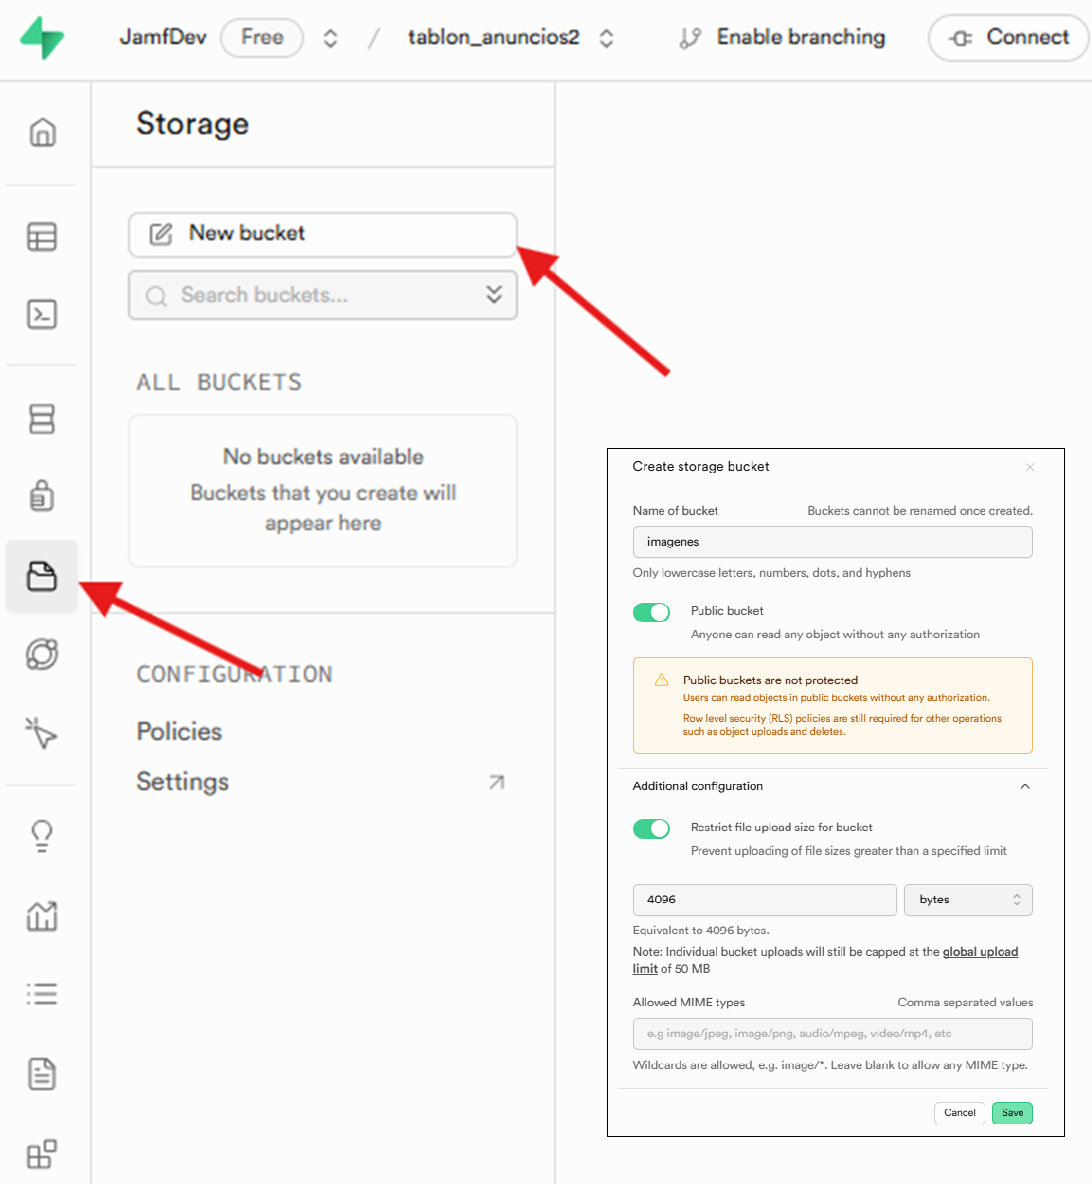 JamfDev Free / tablon_anuncios2 Enable branching Connect
Storage
New bucket
Search buckets...
ALL BUCKETS
No buckets available
Buckets that you create will
appear here
CONFIGURATION
Policies
Settings
Create storage bucket
Name of bucket Buckets cannot be renamed once created.
imagenes
Only lowercase letters, numbers, dots, and hyphens
Public bucket
Anyone can read any object without any authorization
Public buckets are not protected
Users can read objects in public buckets without any authorization.
Row level security (RLS) policies are still required for other operations
such as object uploads and deletes.
Additional configuration
Restrict file upload size for bucket
Prevent uploading of file sizes greater than a specified limit
4096 bytes
Equivalent to 4096 bytes.
Note: Individual bucket uploads will still be capped at the global upload
limit of 50 MB
Allowed MIME types Comma separated values
e.g image/jpeg, image/png, audio/mpeg, video/mp4, etc
Wildcards are allowed, e.g. image/*. Leave blank to allow any MIME type.
Cancel Save